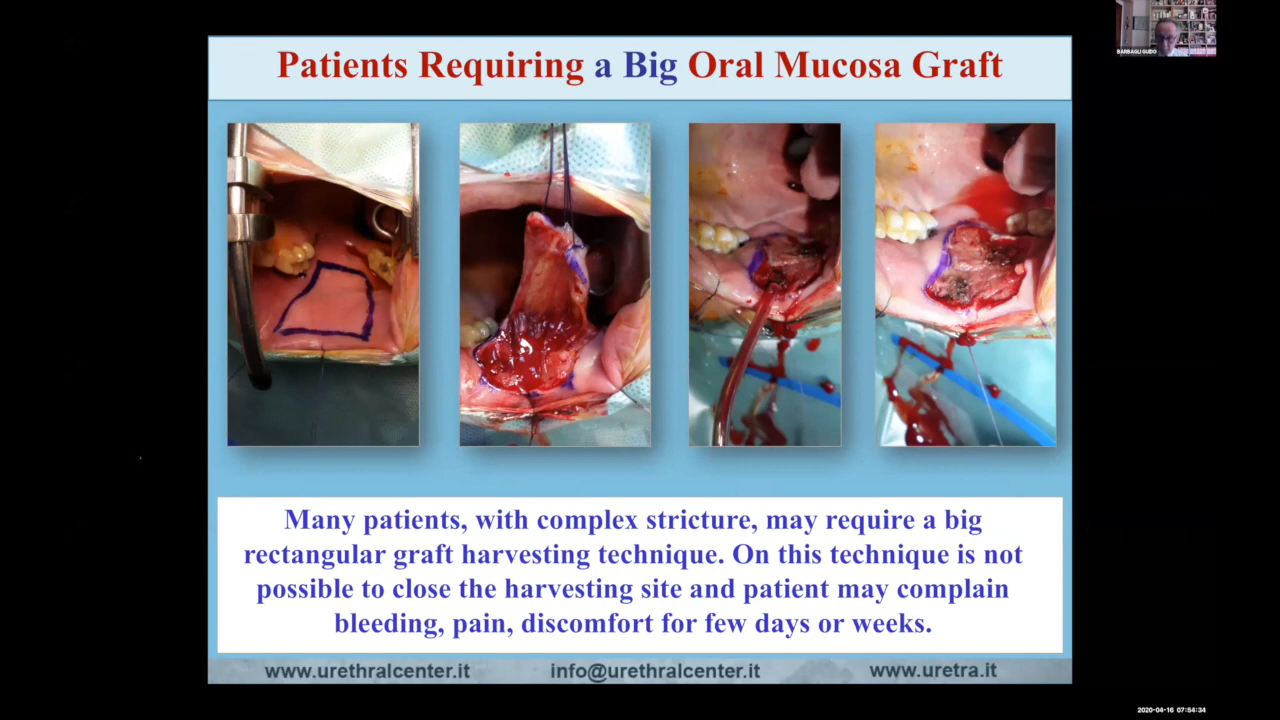 BARBAGLI GUIDO
Patients Requiring a Big Oral Mucosa Graft
Many patients, with complex stricture, may require a big
rectangular graft harvesting technique. On this technique is not
possible to close the harvesting site and patient may complain
bleeding, pain, discomfort for few days or weeks.
www.urethralcenter.it info@urethralcenter.it www.uretra.it
2020-04-16 07:54:34